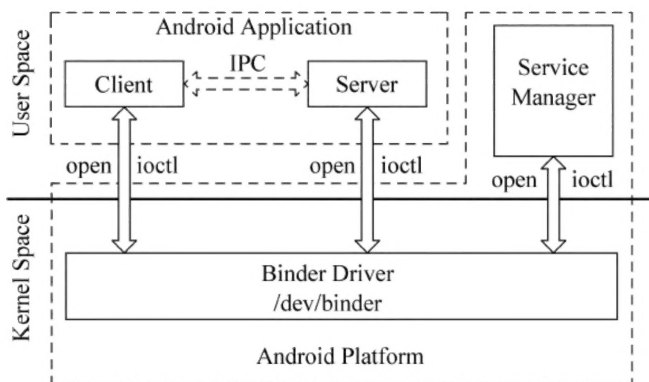 User Space
Android Application
IPC
Client
Server
Service
Manager
open ioctl
open ioctl
open ioctl
Kernel Space
Binder Driver
/dev/binder
Android Platform